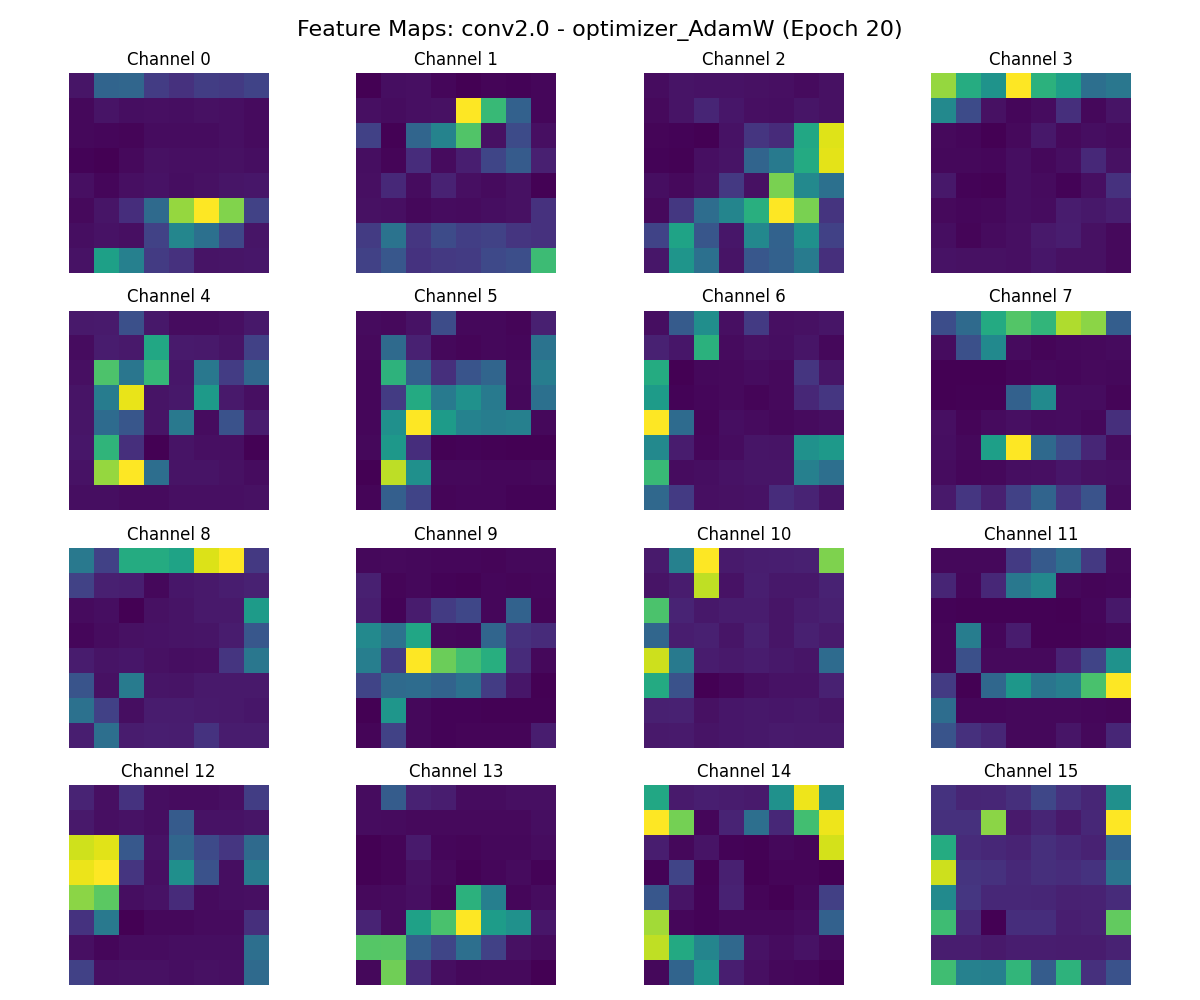 Feature Maps: conv2.0 - optimizer_AdamW (Epoch 20)
Channel 0
Channel 1
Channel 2
Channel 3
Channel 4
Channel 5
Channel 6
Channel 7
Channel 8
Channel 9
Channel 10
Channel 11
Channel 12
Channel 13
Channel 14
Channel 15